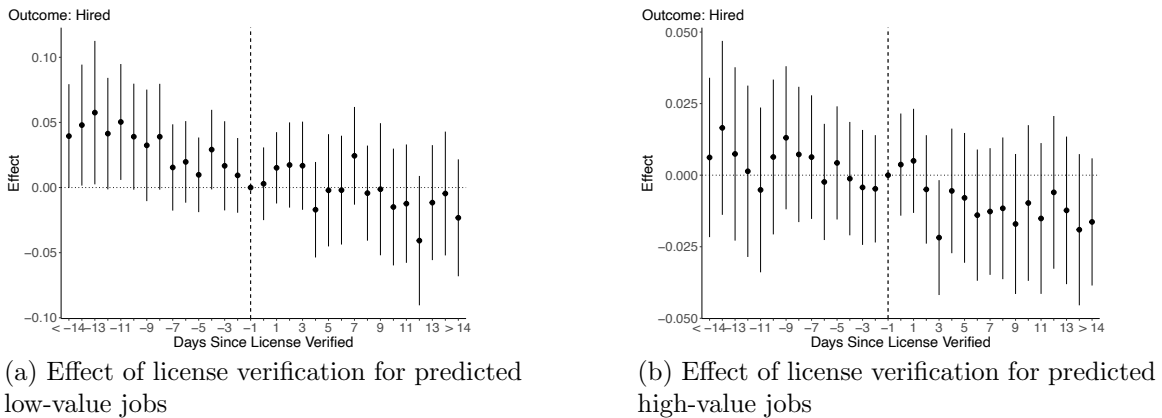 Outcome: Hired
0.10
0.05
0.00
−0.05
−0.10
Effect
< −14 −13 −11 −9 −7 −5 −3 −1 1 3 5 7 9 11 13 > 14
Days Since License Verified
(a) Effect of license verification for predicted
low-value jobs
Outcome: Hired
0.050
0.025
0.000
−0.025
−0.050
Effect
< −14 −13 −11 −9 −7 −5 −3 −1 1 3 5 7 9 11 13 > 14
Days Since License Verified
(b) Effect of license verification for predicted
high-value jobs